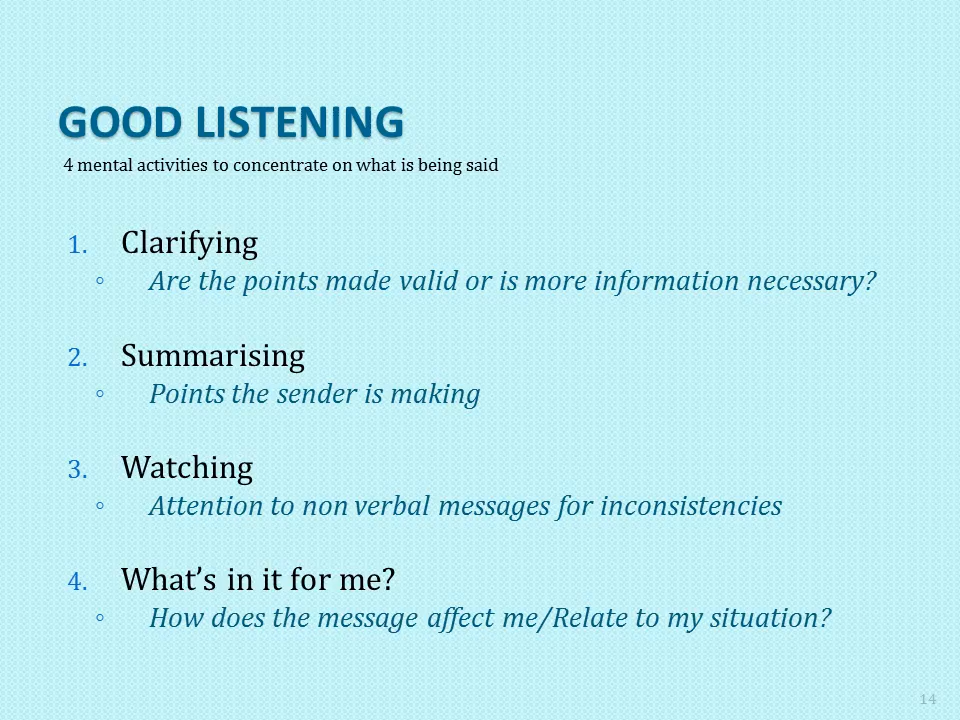 GOOD LISTENING
4 mental activities to concentrate on what is being said
1. Clarifying
◦ Are the points made valid or is more information necessary?
2. Summarising
◦ Points the sender is making
3. Watching
◦ Attention to non verbal messages for inconsistencies
4. What’s in it for me?
◦ How does the message affect me/Relate to my situation?
14